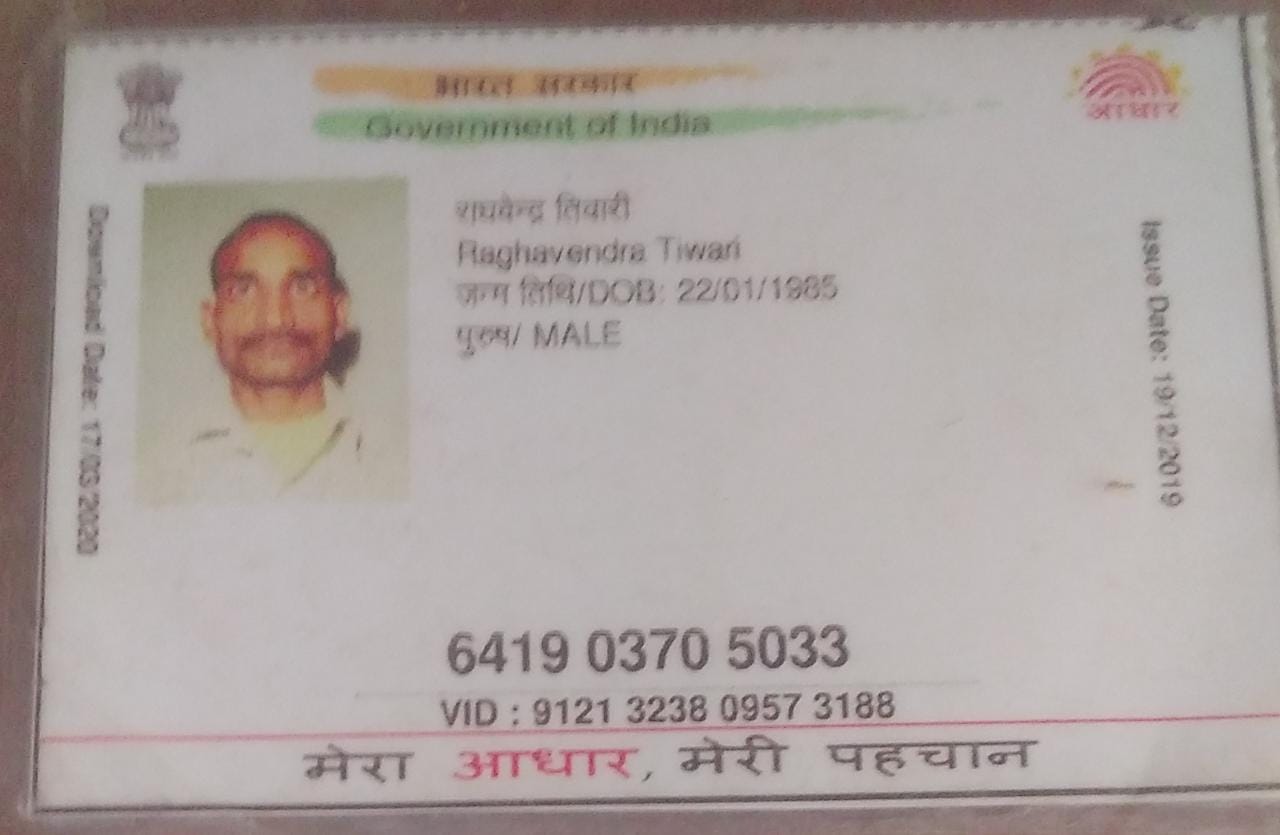 भारत सरकार
Government of India
आधार
राघवेन्द्र तिवारी
Raghavendra Tiwari
जन्म तिथि/DOB: 22/01/1985
पुरुष/ MALE
Download Date: 17/03/2020
Issue Date: 19/12/2019
6419 0370 5033
VID : 9121 3238 0957 3188
मेरा आधार, मेरी पहचान